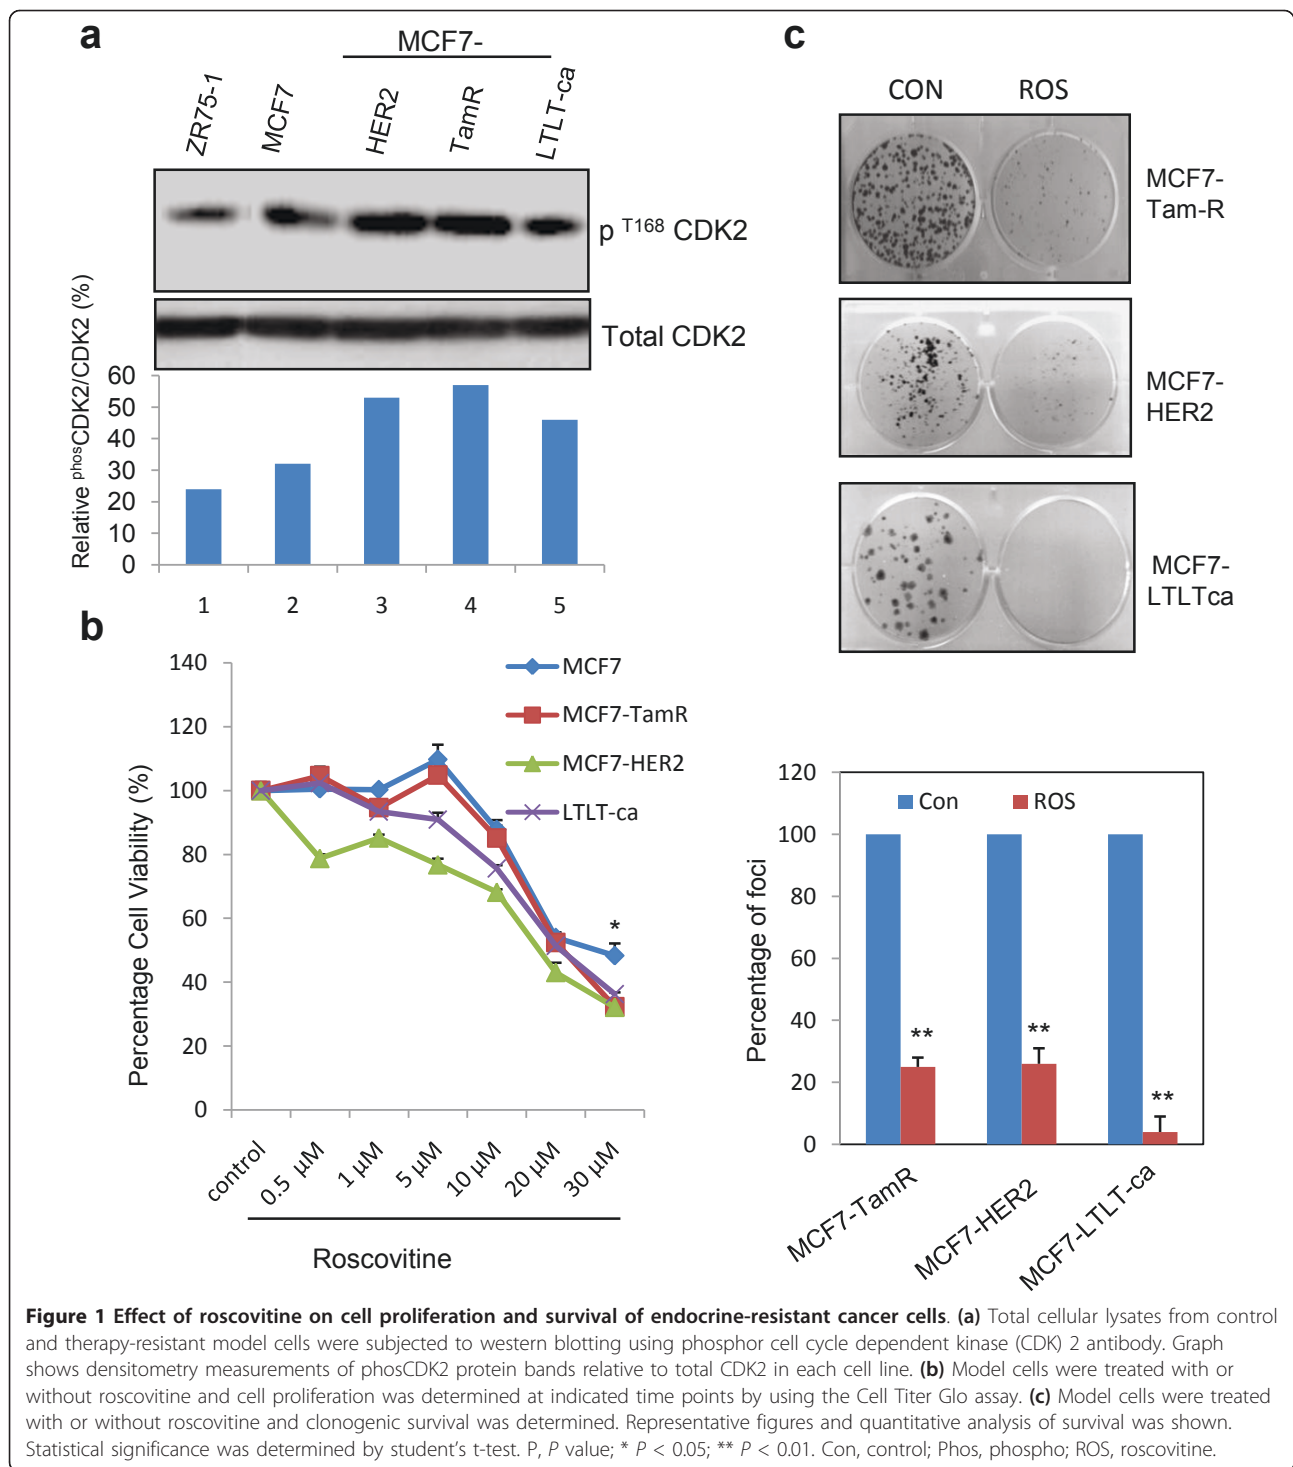 a
MCF7-
ZR75-1
MCF7
HER2
TamR
LTLT-ca
p T168 CDK2
Total CDK2
Relative phosCDK2/CDK2 (%)
60
50
40
30
20
10
0
1 2 3 4 5
b
140
120
100
80
60
40
20
0
Percentage Cell Viability (%)
MCF7
MCF7-TamR
MCF7-HER2
LTLT-ca
*
control
0.5 µM
1 µM
5 µM
10 µM
20 µM
30 µM
Roscovitine
c
CON ROS
MCF7-
Tam-R
MCF7-
HER2
MCF7-
LTLTca
120
100
80
60
40
20
0
Percentage of foci
Con ROS
**
**
**
MCF7-TamR
MCF7-HER2
MCF7-LTLT-ca
Figure 1 Effect of roscovitine on cell proliferation and survival of endocrine-resistant cancer cells. (a) Total cellular lysates from control
and therapy-resistant model cells were subjected to western blotting using phosphor cell cycle dependent kinase (CDK) 2 antibody. Graph
shows densitometry measurements of phosCDK2 protein bands relative to total CDK2 in each cell line. (b) Model cells were treated with or
without roscovitine and cell proliferation was determined at indicated time points by using the Cell Titer Glo assay. (c) Model cells were treated
with or without roscovitine and clonogenic survival was determined. Representative figures and quantitative analysis of survival was shown.
Statistical significance was determined by student's t-test. P, P value; * P < 0.05; ** P < 0.01. Con, control; Phos, phospho; ROS, roscovitine.